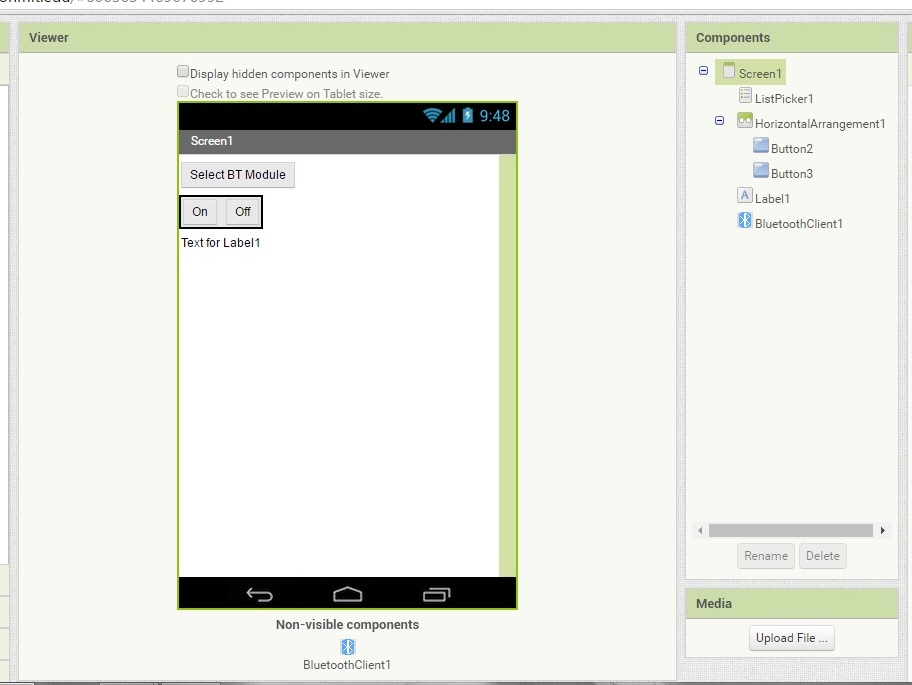 Viewer
Display hidden components in Viewer
Check to see Preview on Tablet size.
9:48
Screen1
Select BT Module
On Off
Text for Label1
Non-visible components
BluetoothClient1
Components
Screen1
ListPicker1
HorizontalArrangement1
Button2
Button3
A Label1
BluetoothClient1
Rename Delete
Media
Upload File ...